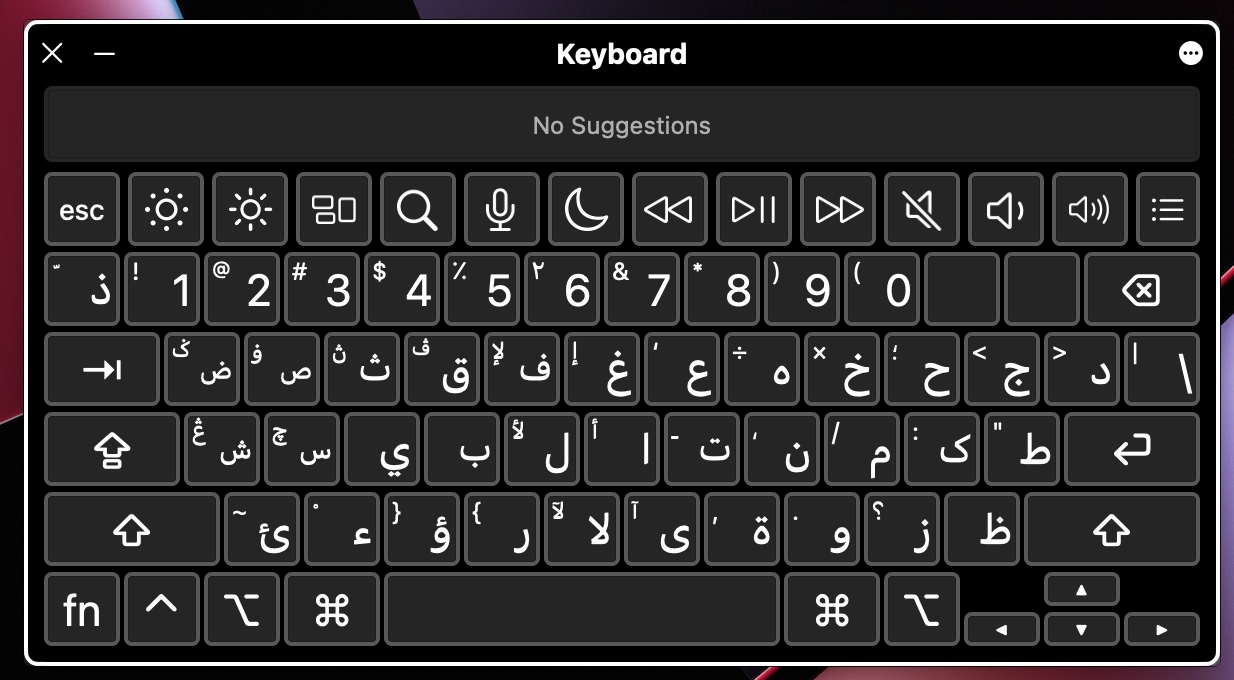 Keyboard
No Suggestions
esc
ّ ذ ! 1 @ 2 # 3 $ 4 ٪ 5 ٢ 6 & 7 * 8 ) 9 ( 0
ݣ ض ڢ ص ڽ ث ڤ ق لإ ف إ غ ‘ ع ÷ ه × خ ؛ ح < ج > د | \
ڠ ش چ س ي ب لأ ل أ ا - ت ، ن / م : ک " ط
~ ئ ° ء } ؤ { ر لآ لا آ ى ’ ة . و ؟ ز ظ
fn ^ ⌥ ⌘ ⌘ ⌥